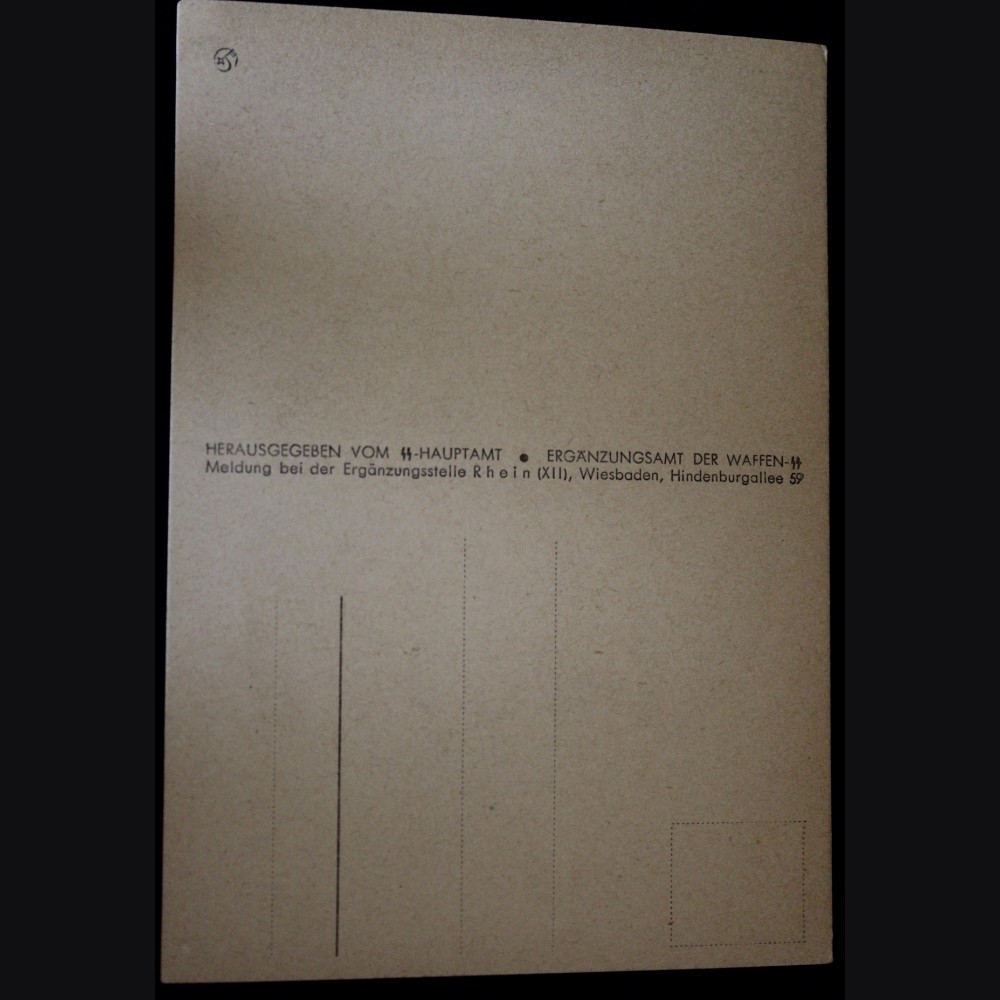 HERAUSGEGEBEN VOM ᛋᛋ-HAUPTAMT ● ERGÄNZUNGSAMT DER WAFFEN-ᛋᛋ
Meldung bei der Ergänzungsstelle Rhein (XII), Wiesbaden, Hindenburgallee 59